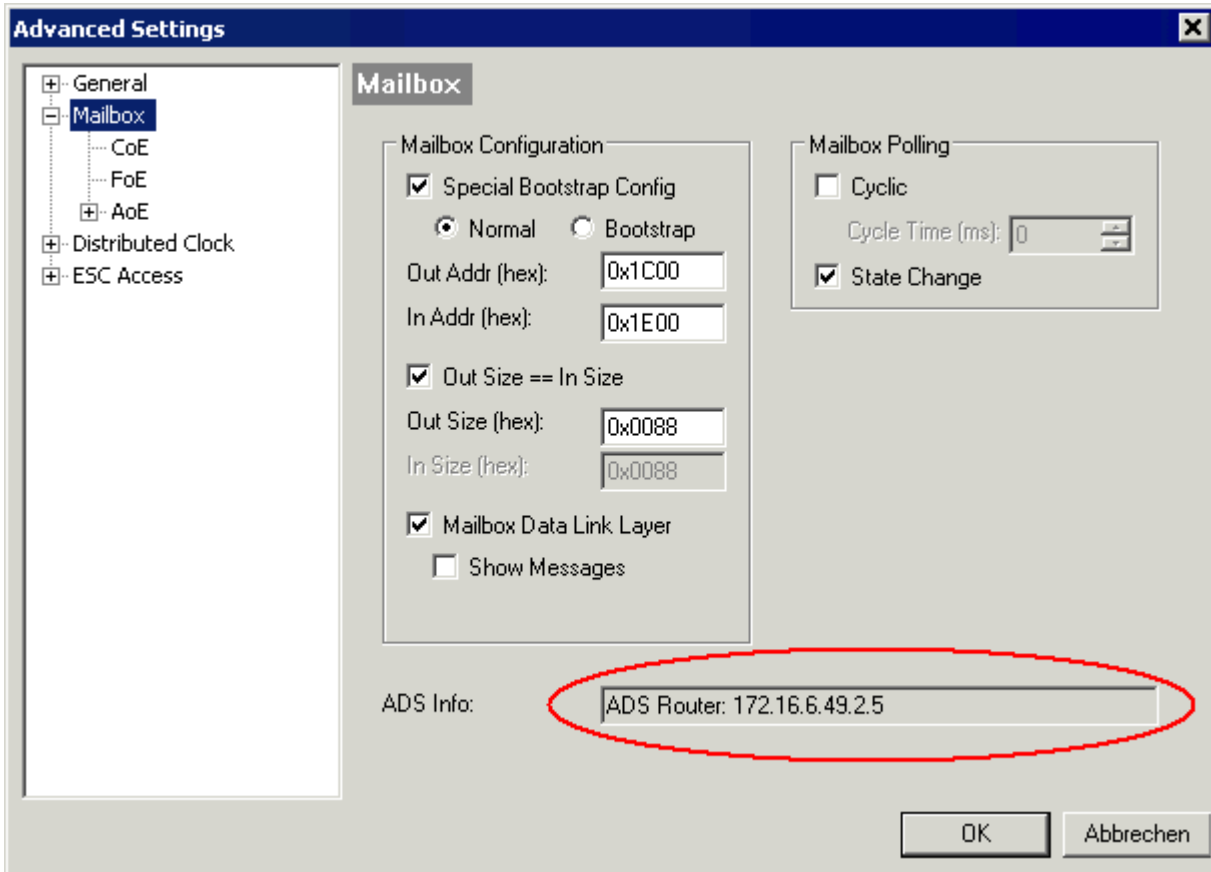 Advanced Settings
General
Mailbox
CoE
FoE
AoE
Distributed Clock
ESC Access
Mailbox
Mailbox Configuration
Special Bootstrap Config
Normal Bootstrap
Out Addr (hex): 0x1C00
In Addr (hex): 0x1E00
Out Size == In Size
Out Size (hex): 0x0088
In Size (hex): 0x0088
Mailbox Data Link Layer
Show Messages
Mailbox Polling
Cyclic
Cycle Time (ms): 0
State Change
ADS Info: ADS Router: 172.16.6.49.2.5
OK Abbrechen